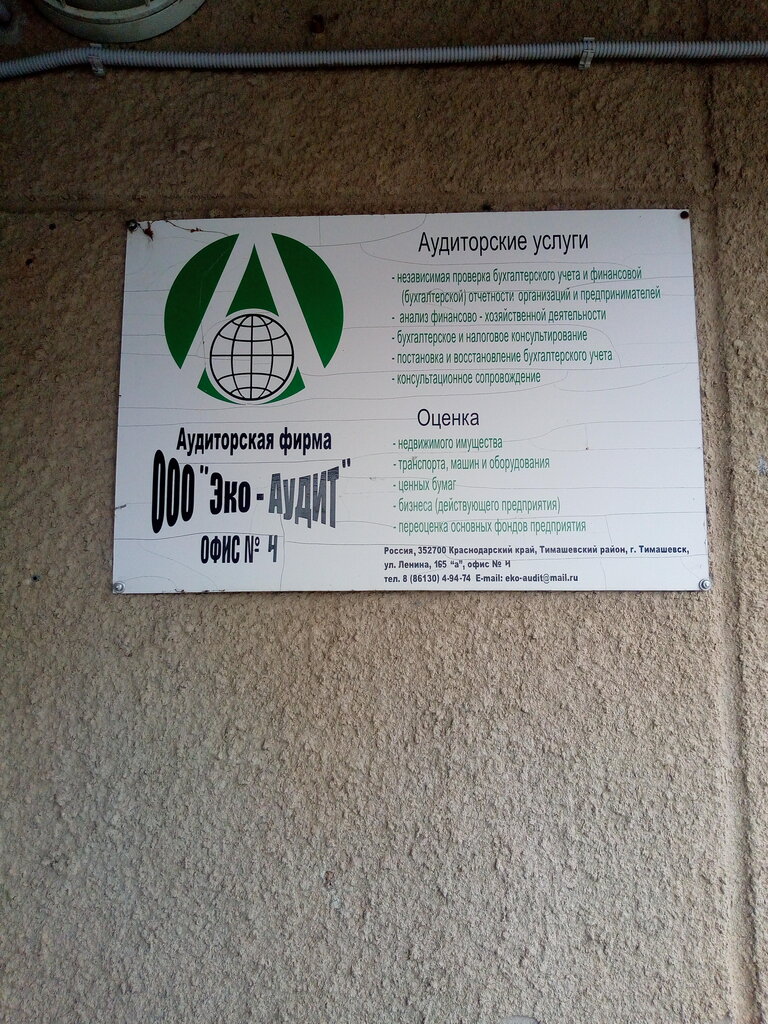 Аудиторская фирма
ООО "Эко - АУДИТ"
ОФИС № 4
Аудиторские услуги
- независимая проверка бухгалтерского учета и финансовой
(бухгалтерской) отчетности организаций и предпринимателей
- анализ финансово - хозяйственной деятельности
- бухгалтерское и налоговое консультирование
- постановка и восстановление бухгалтерского учета
- консультационное сопровождение
Оценка
- недвижимого имущества
- транспорта, машин и оборудования
- ценных бумаг
- бизнеса (действующего предприятия)
- переоценка основных фондов предприятия
Россия, 352700 Краснодарский край, Тимашевский район, г. Тимашевск,
ул. Ленина, 165 "а", офис № 4
тел. 8 (86130) 4-94-74 E-mail: eko-audit@mail.ru